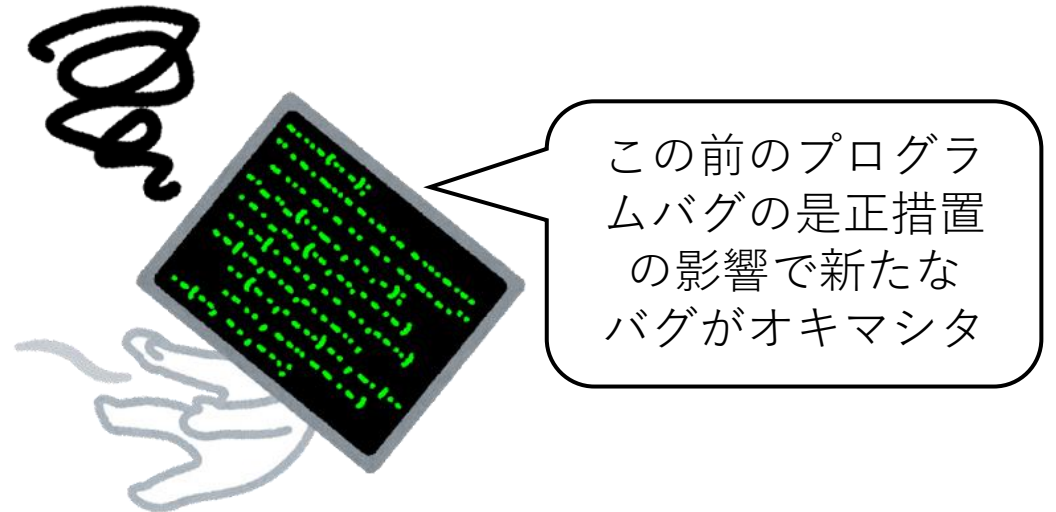 この前のプログラ
ムバグの是正措置
の影響で新たな
バグがオキマシタ